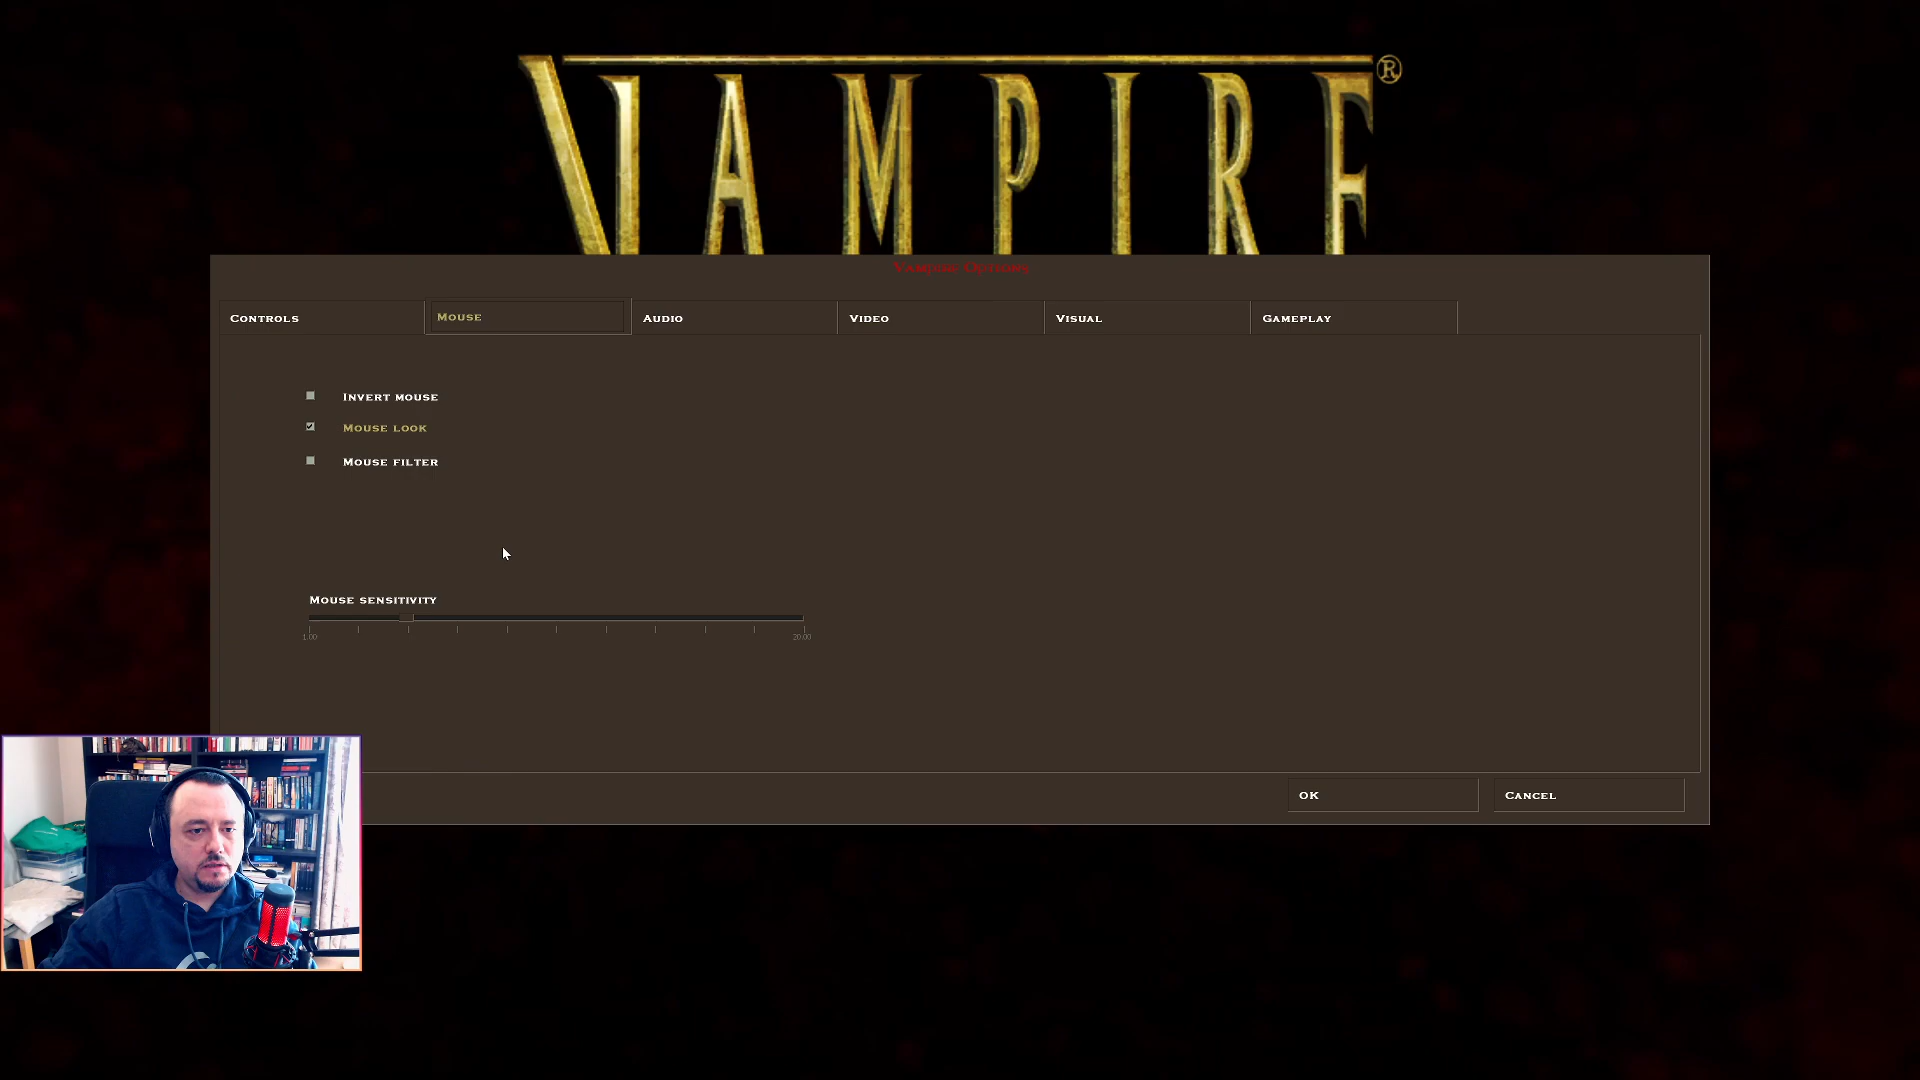 VAMPIRE®
Vampire Options
Controls
Mouse
Audio
Video
Visual
Gameplay
Invert mouse
Mouse look
Mouse filter
Mouse sensitivity
1.00
20.00
OK
Cancel